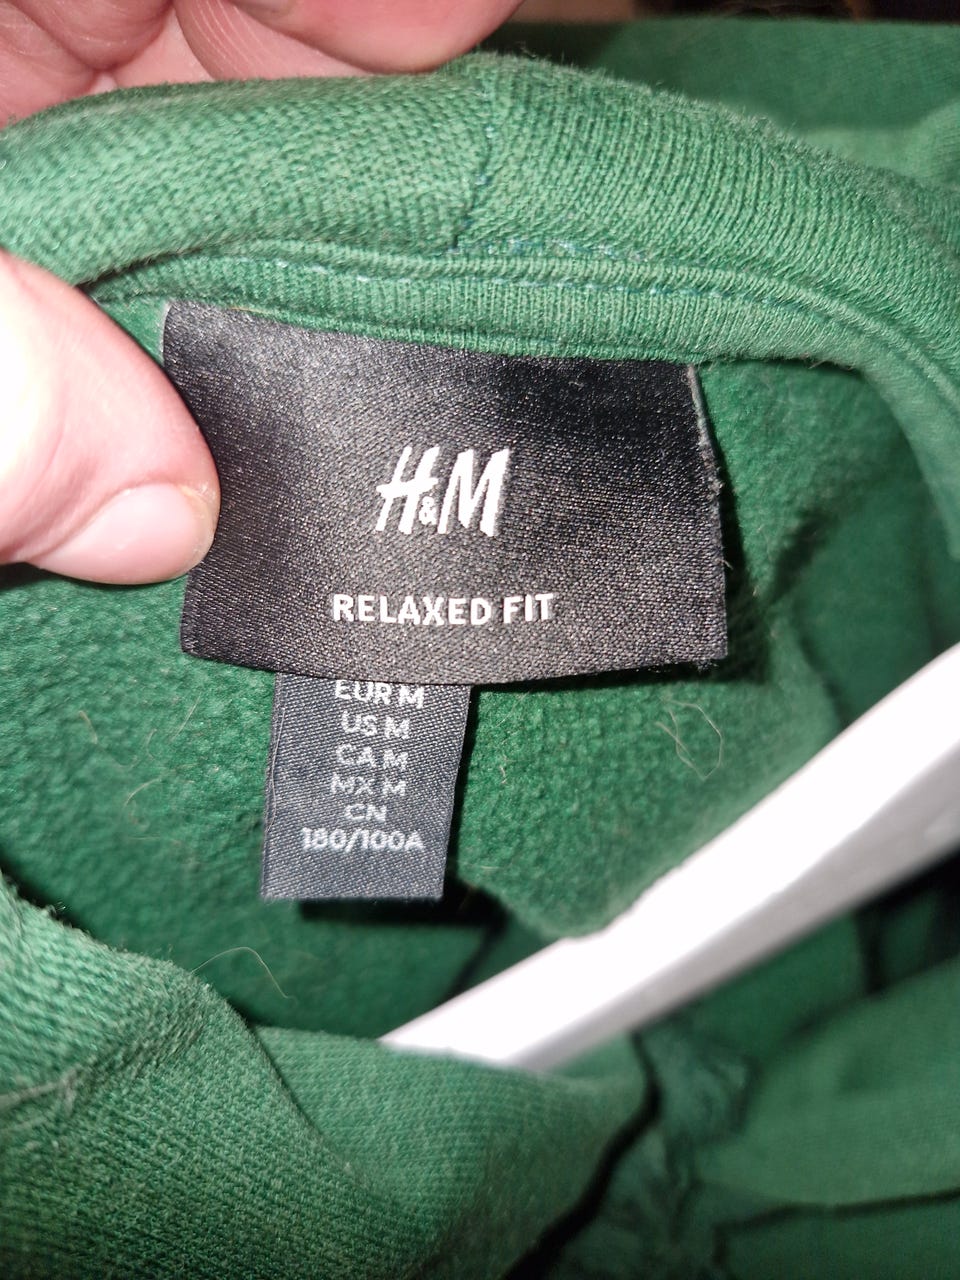 H&M
RELAXED FIT
EUR M
US M
CA M
MX M
CN
180/100A